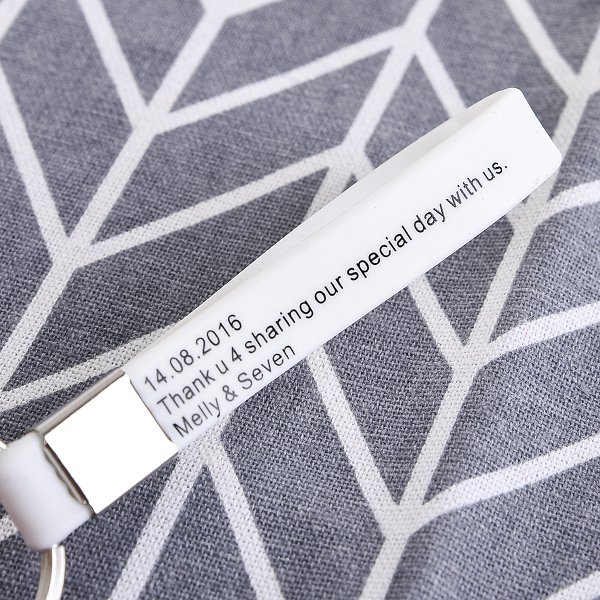 14.08.2016
Thank u 4 sharing our special day with us.
Melly & Seven